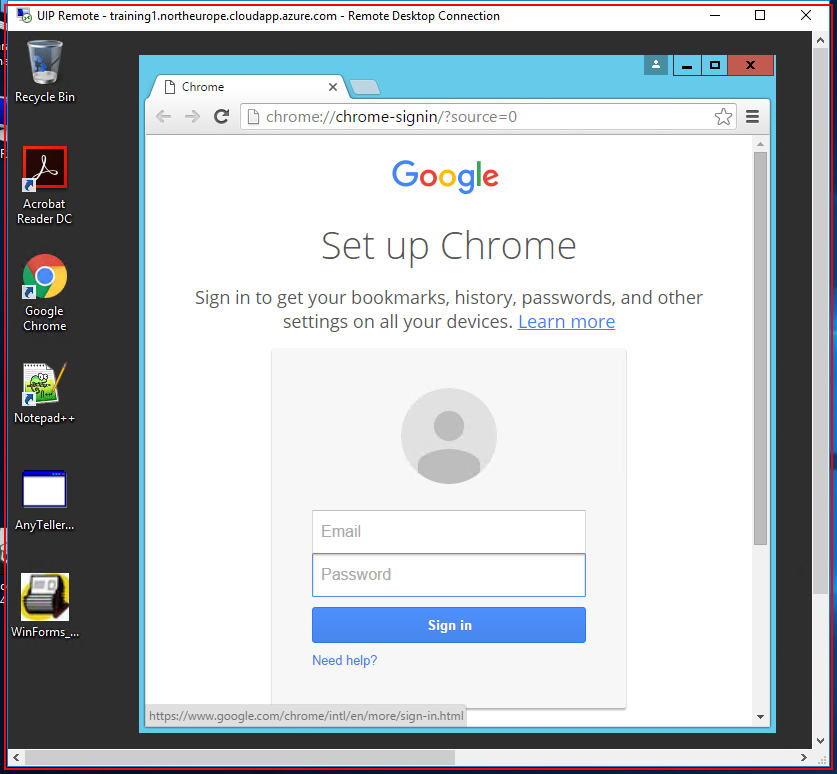 UIP Remote - training1.northeurope.cloudapp.azure.com - Remote Desktop Connection
Recycle Bin
Acrobat
Reader DC
Google
Chrome
Notepad++
AnyTeller...
WinForms_...
Chrome
chrome://chrome-signin/?source=0
Google
Set up Chrome
Sign in to get your bookmarks, history, passwords, and other
settings on all your devices. Learn more
Email
Password
Sign in
Need help?
https://www.google.com/chrome/intl/en/more/sign-in.html